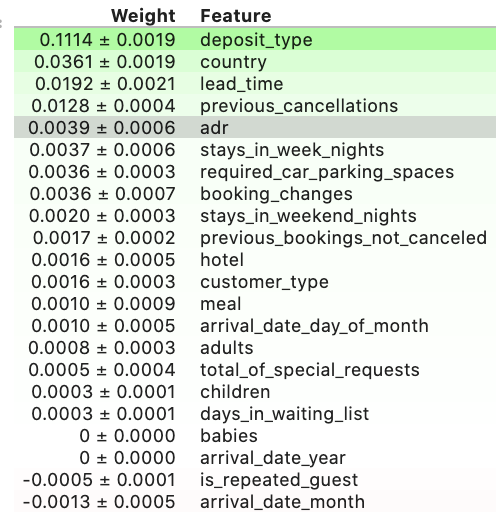 Weight Feature
0.1114 ± 0.0019 deposit_type
0.0361 ± 0.0019 country
0.0192 ± 0.0021 lead_time
0.0128 ± 0.0004 previous_cancellations
0.0039 ± 0.0006 adr
0.0037 ± 0.0006 stays_in_week_nights
0.0036 ± 0.0003 required_car_parking_spaces
0.0036 ± 0.0007 booking_changes
0.0020 ± 0.0003 stays_in_weekend_nights
0.0017 ± 0.0002 previous_bookings_not_canceled
0.0016 ± 0.0005 hotel
0.0016 ± 0.0003 customer_type
0.0010 ± 0.0009 meal
0.0010 ± 0.0005 arrival_date_day_of_month
0.0008 ± 0.0003 adults
0.0005 ± 0.0004 total_of_special_requests
0.0003 ± 0.0001 children
0.0003 ± 0.0001 days_in_waiting_list
0 ± 0.0000 babies
0 ± 0.0000 arrival_date_year
-0.0005 ± 0.0001 is_repeated_guest
-0.0013 ± 0.0005 arrival_date_month